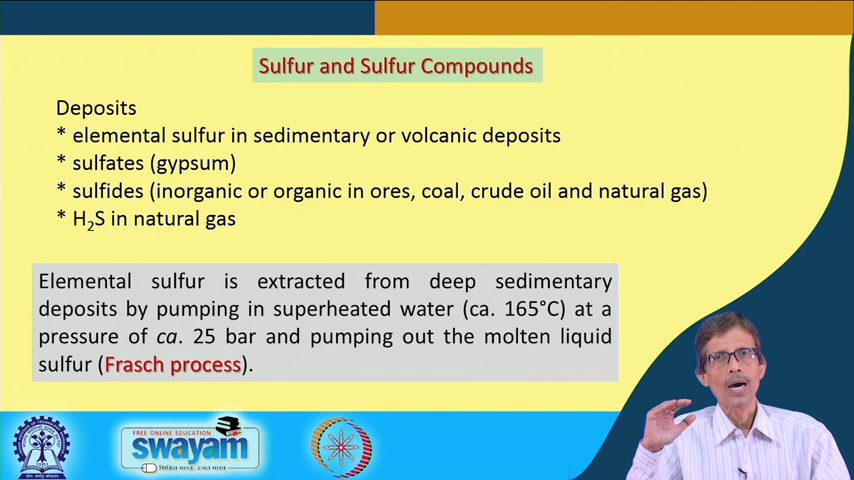 Sulfur and Sulfur Compounds
Deposits
* elemental sulfur in sedimentary or volcanic deposits
* sulfates (gypsum)
* sulfides (inorganic or organic in ores, coal, crude oil and natural gas)
* H₂S in natural gas
Elemental sulfur is extracted from deep sedimentary
deposits by pumping in superheated water (ca. 165°C) at a
pressure of ca. 25 bar and pumping out the molten liquid
sulfur (Frasch process).
FREE ONLINE EDUCATION
swayam